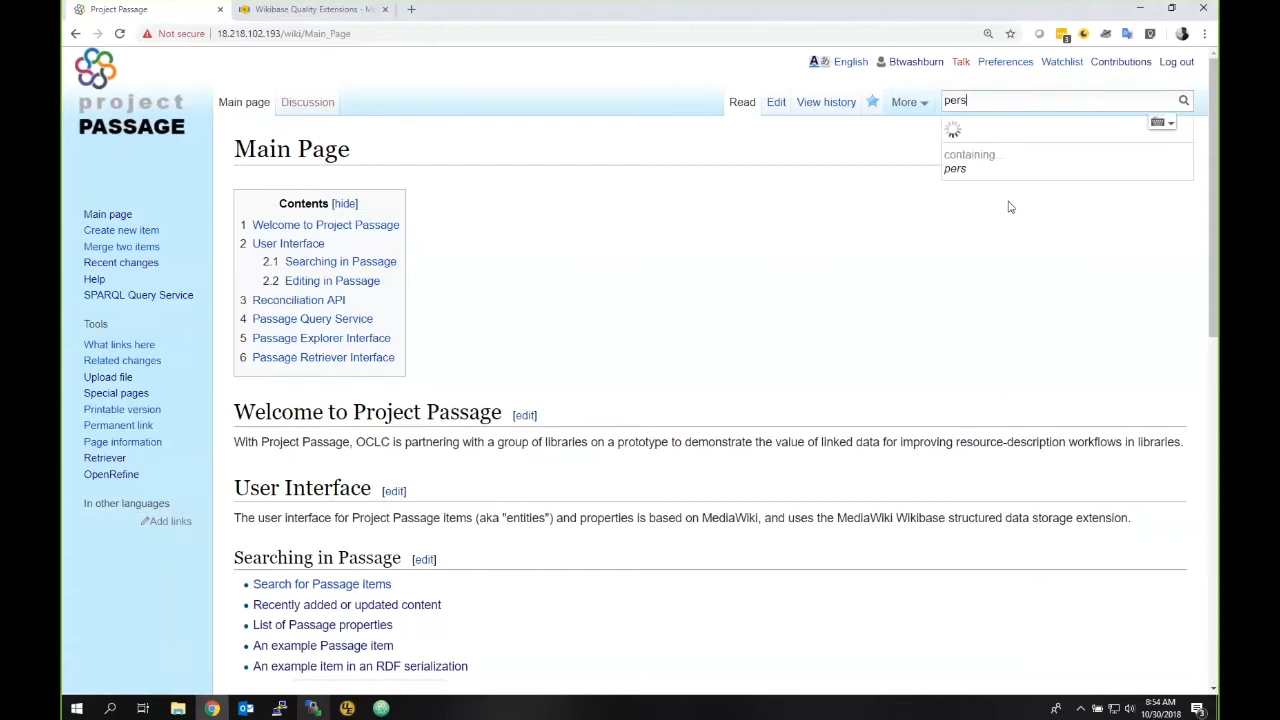 Project Passage
Wikibase Quality Extensions - M
Not secure
18.218.102.193/wiki/Main_Page
3
project
PASSAGE
English
Btwashburn
Talk
Preferences
Watchlist
Contributions
Log out
Main page
Discussion
Read
Edit
View history
More
pers
containing...
pers
Main page
Create new item
Merge two items
Recent changes
Help
SPARQL Query Service
Tools
What links here
Related changes
Upload file
Special pages
Printable version
Permanent link
Page information
Retriever
OpenRefine
In other languages
Add links
Main Page
Contents [hide]
1 Welcome to Project Passage
2 User Interface
2.1 Searching in Passage
2.2 Editing in Passage
3 Reconciliation API
4 Passage Query Service
5 Passage Explorer Interface
6 Passage Retriever Interface
Welcome to Project Passage [edit]
With Project Passage, OCLC is partnering with a group of libraries on a prototype to demonstrate the value of linked data for improving resource-description workflows in libraries.
User Interface [edit]
The user interface for Project Passage items (aka "entities") and properties is based on MediaWiki, and uses the MediaWiki Wikibase structured data storage extension.
Searching in Passage [edit]
Search for Passage items
Recently added or updated content
List of Passage properties
An example Passage item
An example item in an RDF serialization
8:54 AM
10/30/2018
3